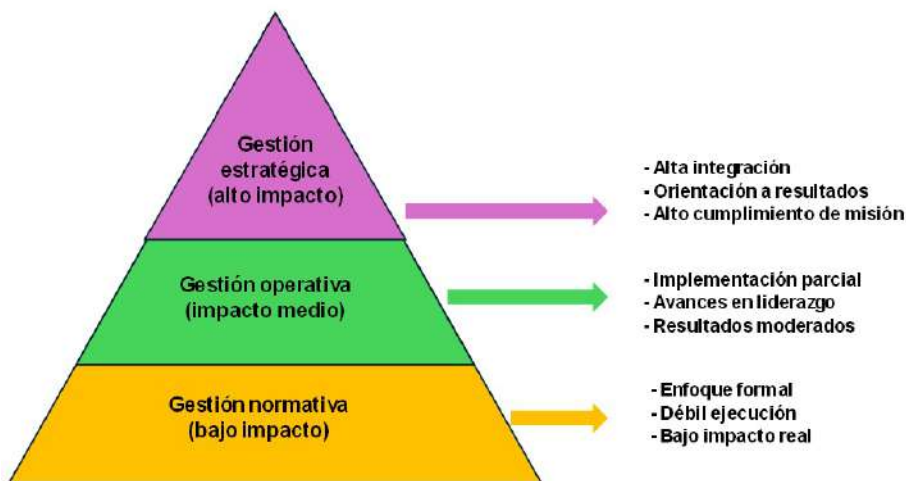 Gestión
estratégica
(alto impacto)
- Alta integración
- Orientación a resultados
- Alto cumplimiento de misión
Gestión operativa
(impacto medio)
- Implementación parcial
- Avances en liderazgo
- Resultados moderados
Gestión normativa
(bajo impacto)
- Enfoque formal
- Débil ejecución
- Bajo impacto real